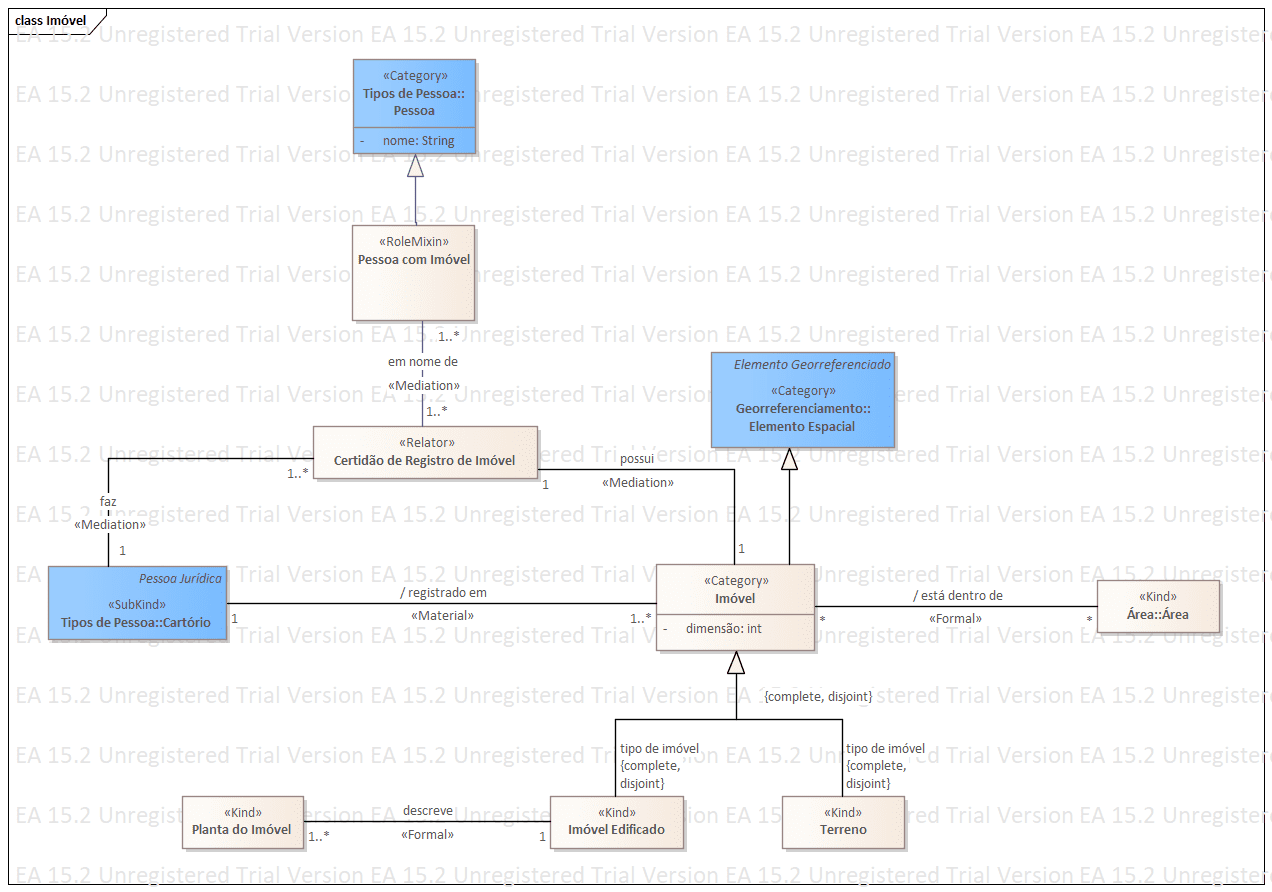 class Imóvel
EA 15.2 Unregistered Trial Version EA 15.2 Unregistered Trial Version EA 15.2 Unregistered Trial Version EA 15.2 Unregister
«Category»
Tipos de Pessoa::
Pessoa
- nome: String
«RoleMixin»
Pessoa com Imóvel
1..*
em nome de
«Mediation»
1..*
Elemento Georreferenciado
«Category»
Georreferenciamento::
Elemento Espacial
«Relator»
Certidão de Registro de Imóvel
1..*
faz
«Mediation»
1
possui
«Mediation»
1
1
Pessoa Jurídica
«SubKind»
Tipos de Pessoa::Cartório
/ registrado em
«Material»
1
1..*
«Category»
Imóvel
- dimensão: int
/ está dentro de
«Formal»
*
*
«Kind»
Área::Área
{complete, disjoint}
tipo de imóvel
{complete,
disjoint}
tipo de imóvel
{complete,
disjoint}
«Kind»
Planta do Imóvel
descreve
«Formal»
1..*
1
«Kind»
Imóvel Edificado
«Kind»
Terreno